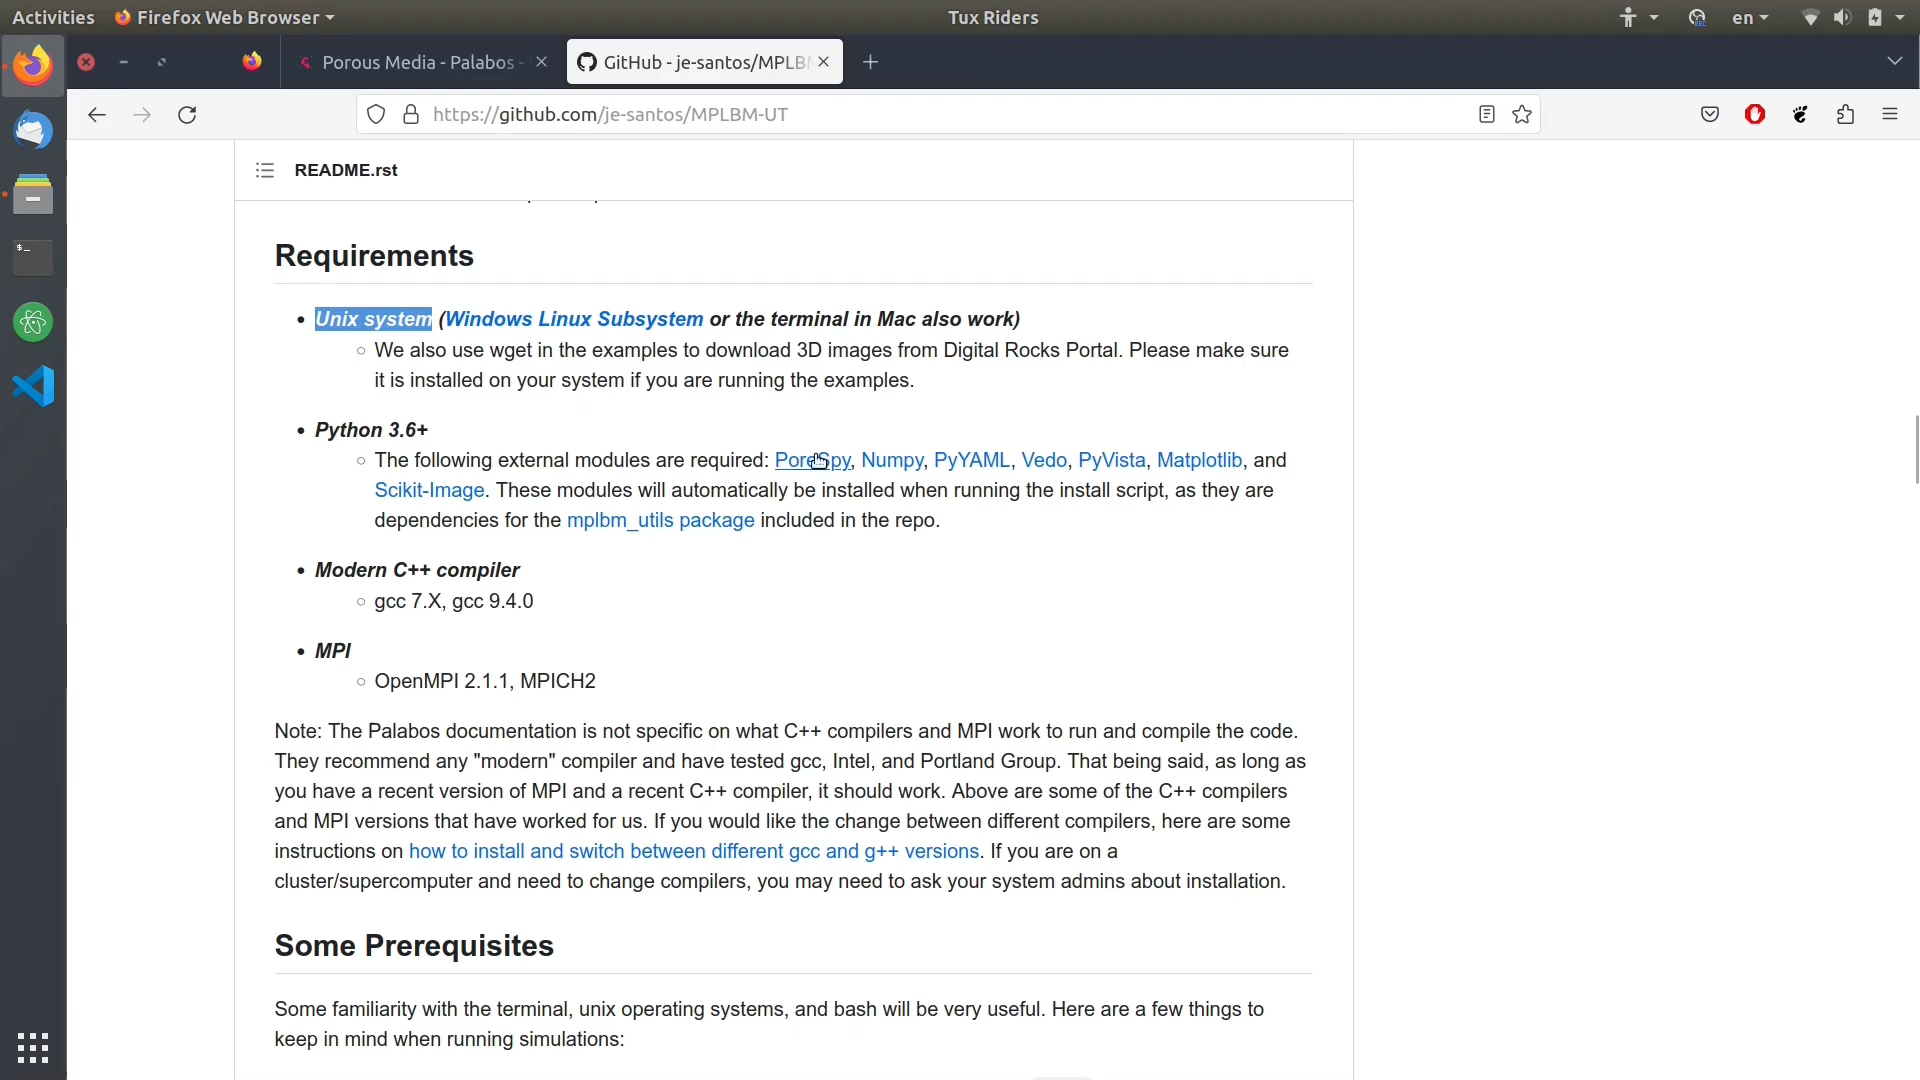 Activities Firefox Web Browser Tux Riders en
Porous Media - Palabos - GitHub - je-santos/MPLB
https://github.com/je-santos/MPLBM-UT
README.rst
Requirements
Unix system (Windows Linux Subsystem or the terminal in Mac also work)
We also use wget in the examples to download 3D images from Digital Rocks Portal. Please make sure
it is installed on your system if you are running the examples.
Python 3.6+
The following external modules are required: PoreSpy, Numpy, PyYAML, Vedo, PyVista, Matplotlib, and
Scikit-Image. These modules will automatically be installed when running the install script, as they are
dependencies for the mplbm_utils package included in the repo.
Modern C++ compiler
gcc 7.X, gcc 9.4.0
MPI
OpenMPI 2.1.1, MPICH2
Note: The Palabos documentation is not specific on what C++ compilers and MPI work to run and compile the code.
They recommend any "modern" compiler and have tested gcc, Intel, and Portland Group. That being said, as long as
you have a recent version of MPI and a recent C++ compiler, it should work. Above are some of the C++ compilers
and MPI versions that have worked for us. If you would like the change between different compilers, here are some
instructions on how to install and switch between different gcc and g++ versions. If you are on a
cluster/supercomputer and need to change compilers, you may need to ask your system admins about installation.
Some Prerequisites
Some familiarity with the terminal, unix operating systems, and bash will be very useful. Here are a few things to
keep in mind when running simulations: